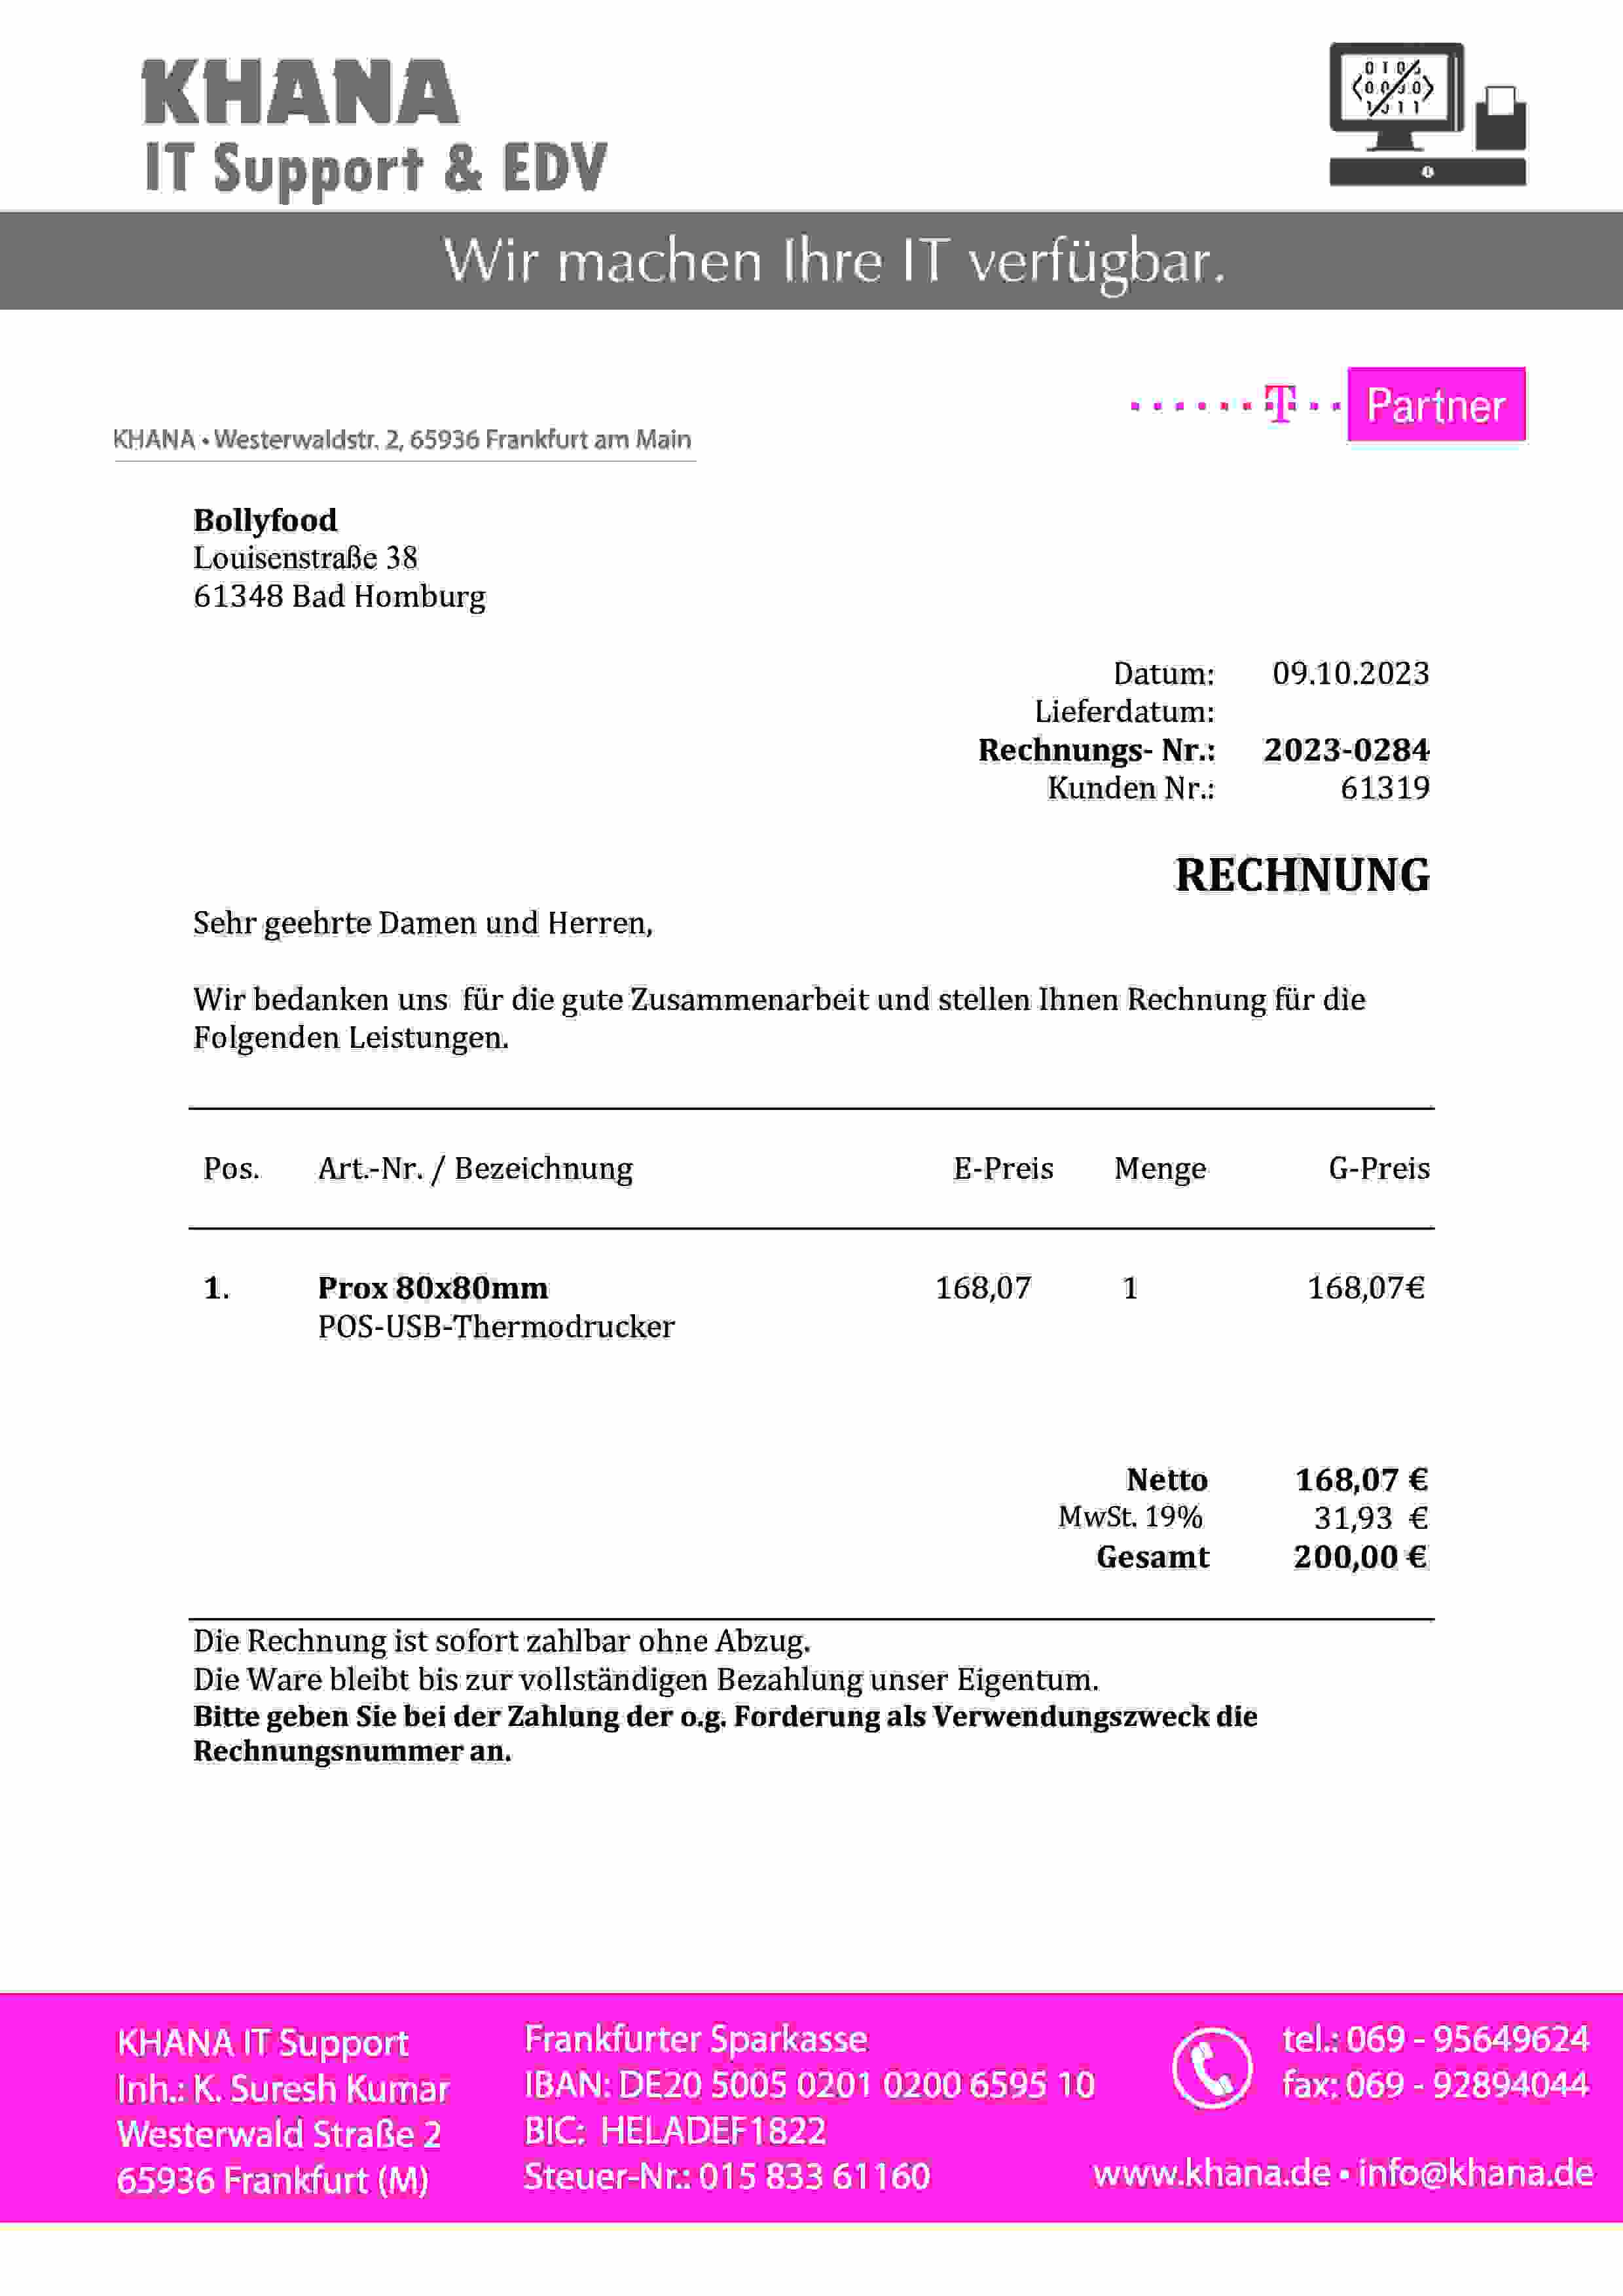 KHANA
IT Support & EDV
Wir machen Ihre IT verfügbar.
T Partner
KHANA • Westerwaldstr. 2, 65936 Frankfurt am Main
Bollyfood
Louisenstraße 38
61348 Bad Homburg
Datum: 09.10.2023
Lieferdatum:
Rechnungs- Nr.: 2023-0284
Kunden Nr.: 61319
RECHNUNG
Sehr geehrte Damen und Herren,
Wir bedanken uns für die gute Zusammenarbeit und stellen Ihnen Rechnung für die
Folgenden Leistungen.
Pos. Art.-Nr. / Bezeichnung E-Preis Menge G-Preis
1. Prox 80x80mm 168,07 1 168,07€
POS-USB-Thermodrucker
Netto 168,07 €
MwSt. 19% 31,93 €
Gesamt 200,00 €
Die Rechnung ist sofort zahlbar ohne Abzug.
Die Ware bleibt bis zur vollständigen Bezahlung unser Eigentum.
Bitte geben Sie bei der Zahlung der o.g. Forderung als Verwendungszweck die
Rechnungsnummer an.
KHANA IT Support
Inh.: K. Suresh Kumar
Westerwald Straße 2
65936 Frankfurt (M)
Frankfurter Sparkasse
IBAN: DE20 5005 0201 0200 6595 10
BIC: HELADEF1822
Steuer-Nr.: 015 833 61160
tel.: 069 - 95649624
fax: 069 - 92894044
www.khana.de • info@khana.de